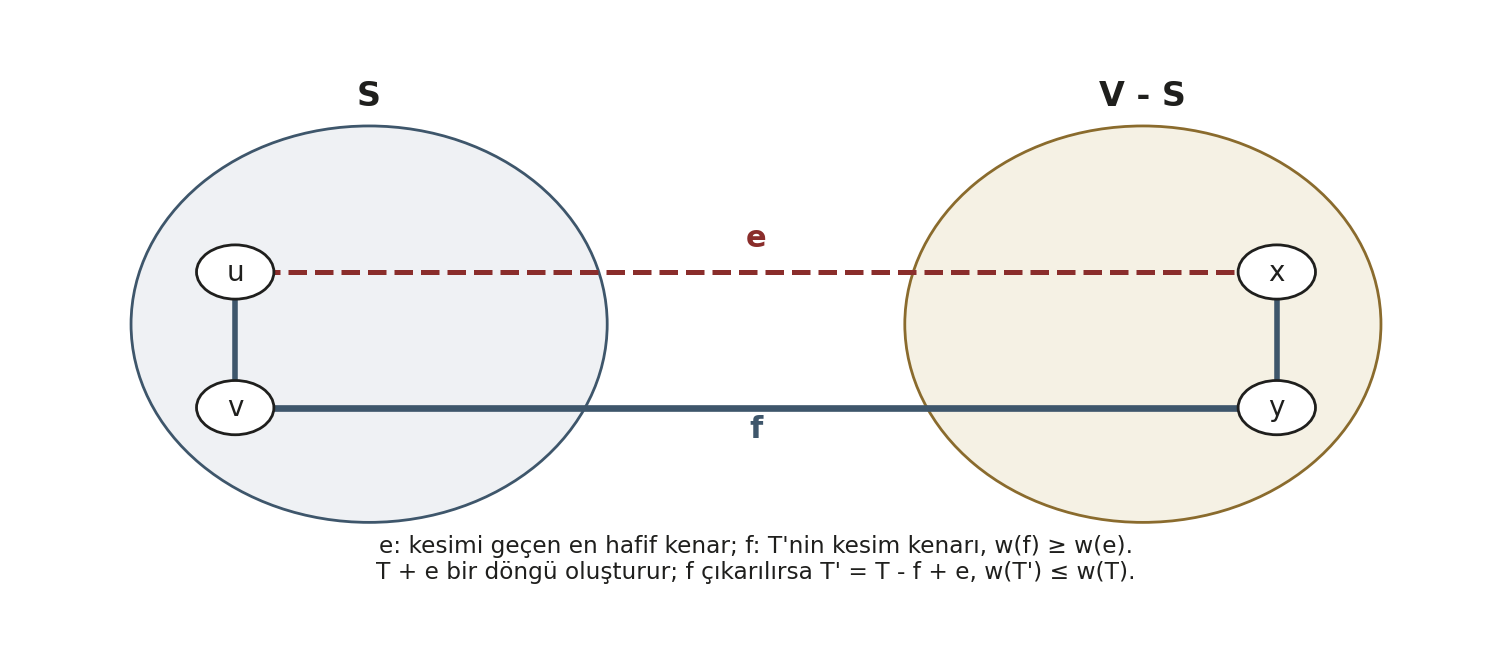 S
V - S
e
u
x
v
y
f
e: kesimi geçen en hafif kenar; f: T'nin kesim kenarı, w(f) ≥ w(e).
T + e bir döngü oluşturur; f çıkarılırsa T' = T - f + e, w(T') ≤ w(T).